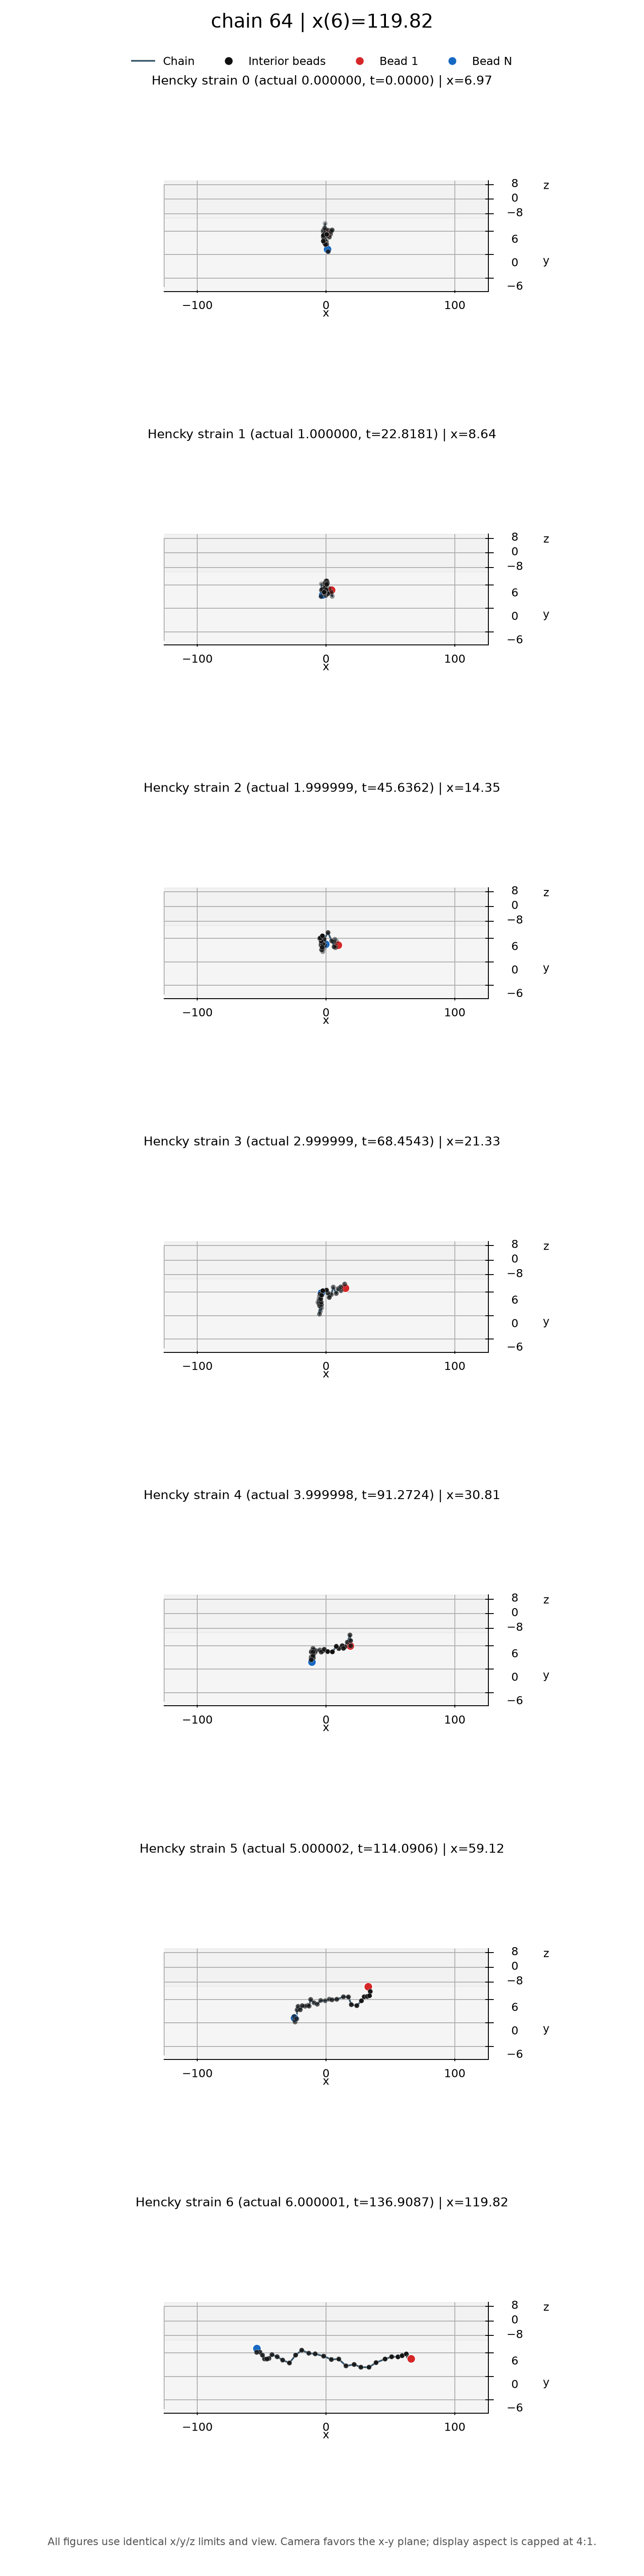 chain 64 | x(6)=119.82
Chain Interior beads Bead 1 Bead N
Hencky strain 0 (actual 0.000000, t=0.0000) | x=6.97
8 z
0
−8
6
0 y
−6
−100 0 100
x
Hencky strain 1 (actual 1.000000, t=22.8181) | x=8.64
8 z
0
−8
6
0 y
−6
−100 0 100
x
Hencky strain 2 (actual 1.999999, t=45.6362) | x=14.35
8 z
0
−8
6
0 y
−6
−100 0 100
x
Hencky strain 3 (actual 2.999999, t=68.4543) | x=21.33
8 z
0
−8
6
0 y
−6
−100 0 100
x
Hencky strain 4 (actual 3.999998, t=91.2724) | x=30.81
8 z
0
−8
6
0 y
−6
−100 0 100
x
Hencky strain 5 (actual 5.000002, t=114.0906) | x=59.12
8 z
0
−8
6
0 y
−6
−100 0 100
x
Hencky strain 6 (actual 6.000001, t=136.9087) | x=119.82
8 z
0
−8
6
0 y
−6
−100 0 100
x
All figures use identical x/y/z limits and view. Camera favors the x-y plane; display aspect is capped at 4:1.